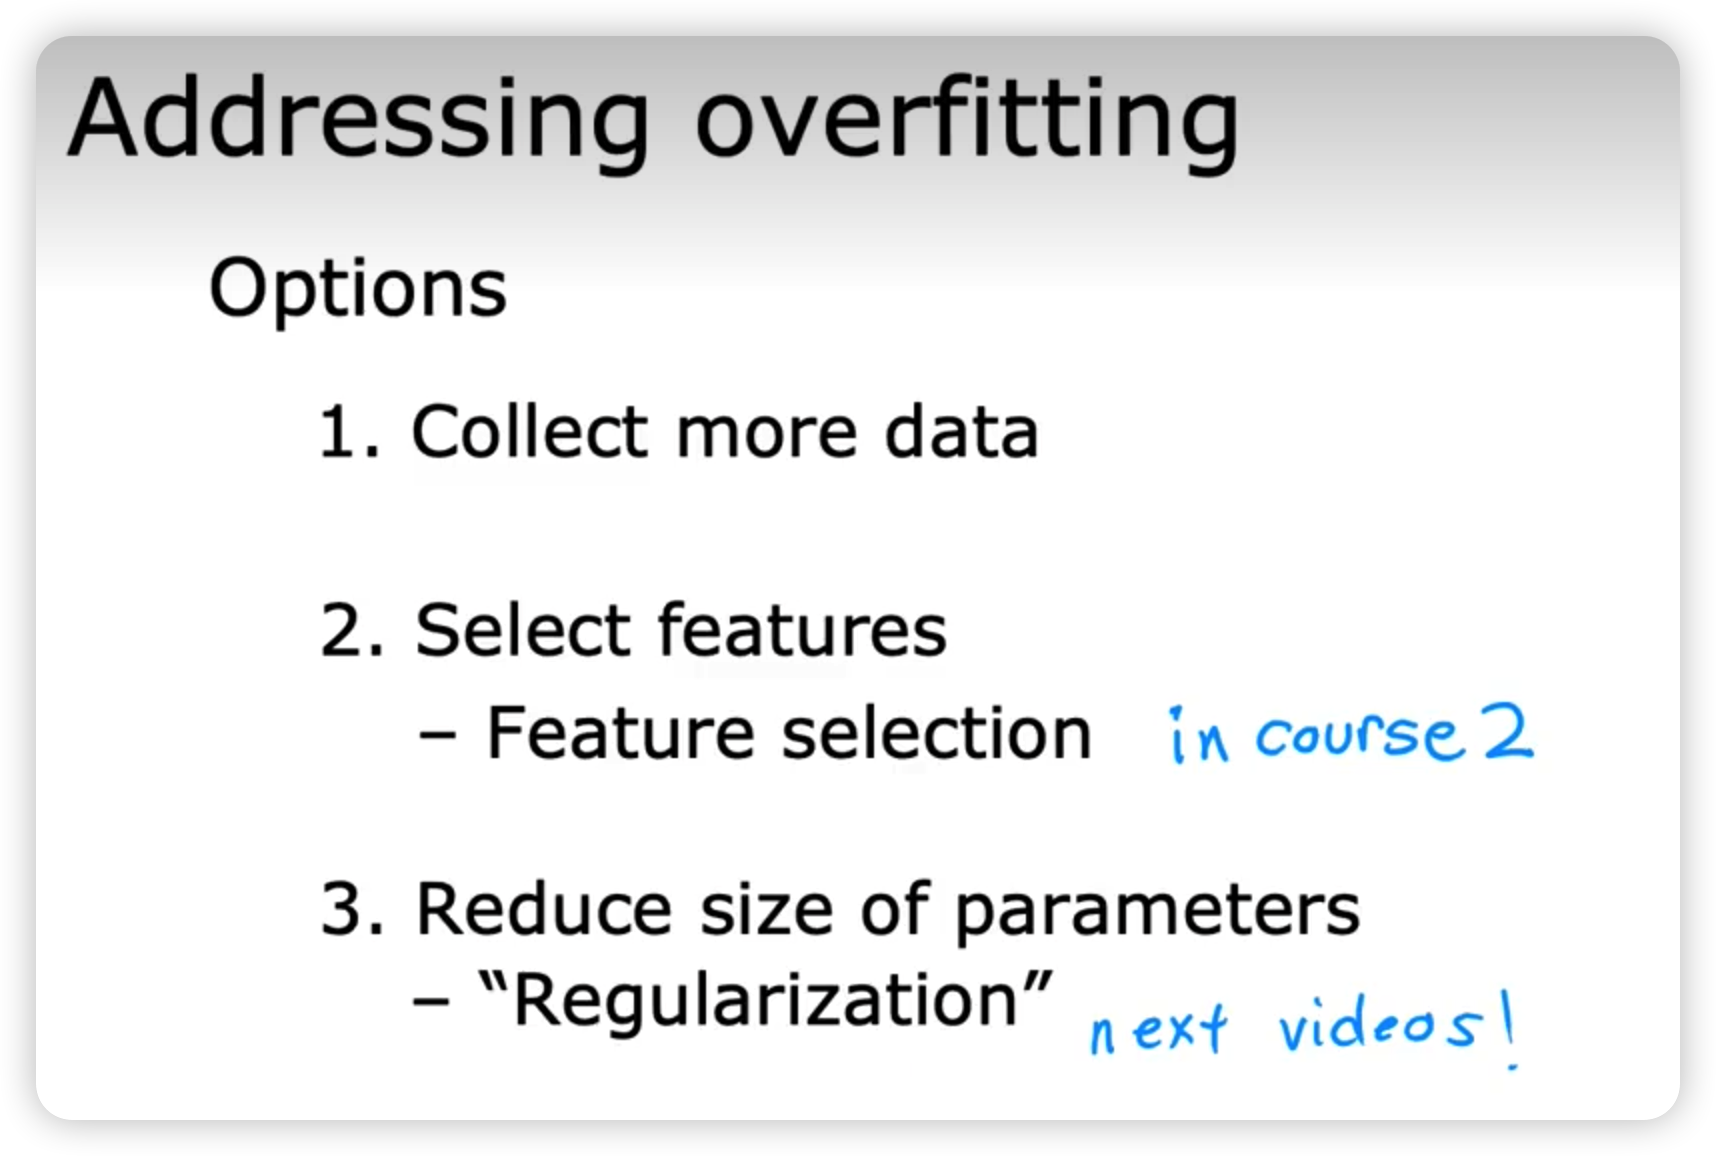 Addressing overfitting
Options
1. Collect more data
2. Select features
– Feature selection in course 2
3. Reduce size of parameters
– “Regularization” next videos!